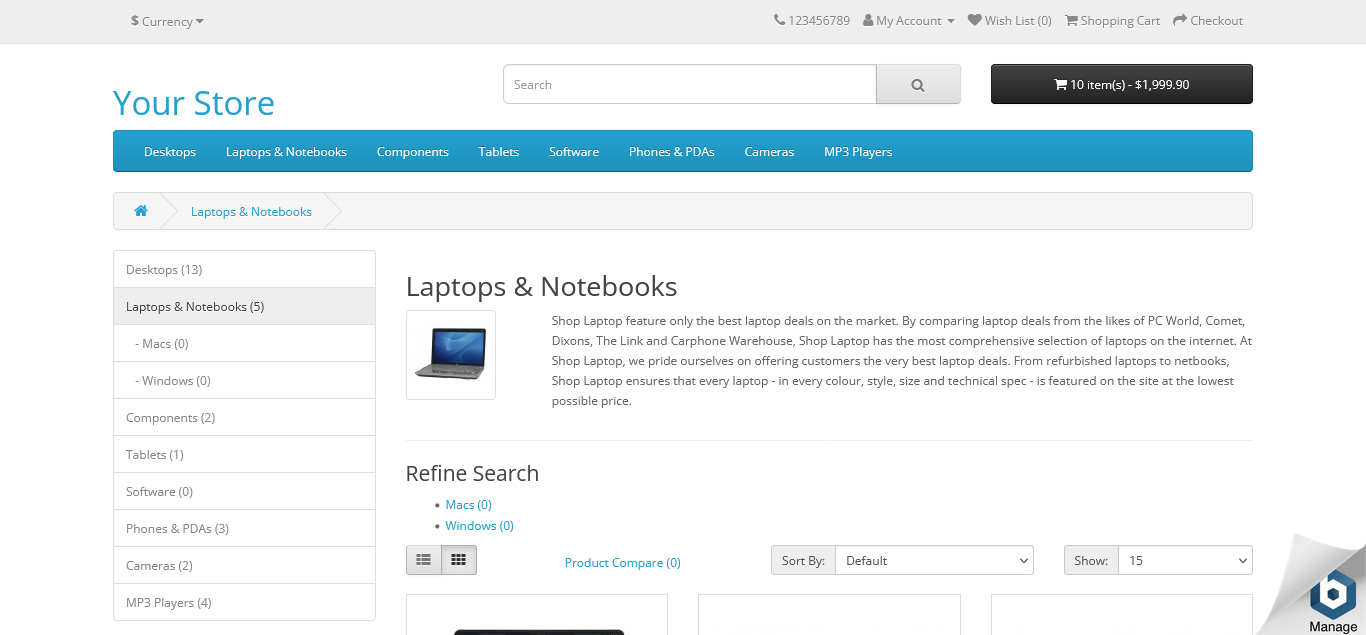 $ Currency
123456789 My Account Wish List (0) Shopping Cart Checkout
Your Store
Search
10 item(s) - $1,999.90
Desktops Laptops & Notebooks Components Tablets Software Phones & PDAs Cameras MP3 Players
Laptops & Notebooks
Desktops (13)
Laptops & Notebooks (5)
- Macs (0)
- Windows (0)
Components (2)
Tablets (1)
Software (0)
Phones & PDAs (3)
Cameras (2)
MP3 Players (4)
Laptops & Notebooks
Shop Laptop feature only the best laptop deals on the market. By comparing laptop deals from the likes of PC World, Comet,
Dixons, The Link and Carphone Warehouse, Shop Laptop has the most comprehensive selection of laptops on the internet. At
Shop Laptop, we pride ourselves on offering customers the very best laptop deals. From refurbished laptops to netbooks,
Shop Laptop ensures that every laptop - in every colour, style, size and technical spec - is featured on the site at the lowest
possible price.
Refine Search
Macs (0)
Windows (0)
Product Compare (0)
Sort By: Default
Show: 15
Manage